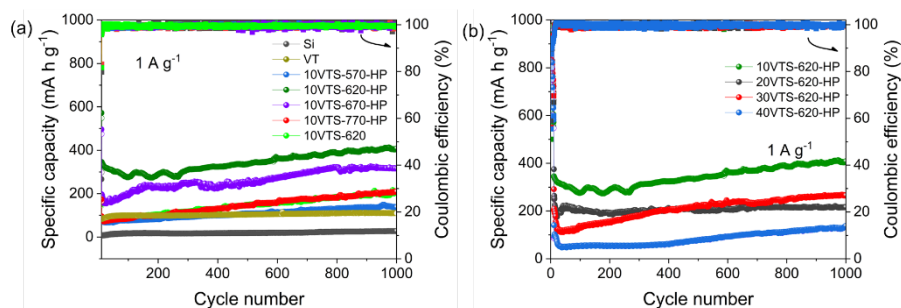 (a)
1000
800
600
400
200
0
Specific capacity (mA h g⁻¹)
1 A g⁻¹
Si
VT
10VTS-570-HP
10VTS-620-HP
10VTS-670-HP
10VTS-770-HP
10VTS-620
100
80
60
40
20
0
Coulombic efficiency (%)
200 400 600 800 1000
Cycle number
(b)
1000
800
600
400
200
0
Specific capacity (mA h g⁻¹)
10VTS-620-HP
20VTS-620-HP
30VTS-620-HP
40VTS-620-HP
1 A g⁻¹
100
80
60
40
20
0
Coulombic efficiency (%)
0 200 400 600 800 1000
Cycle number